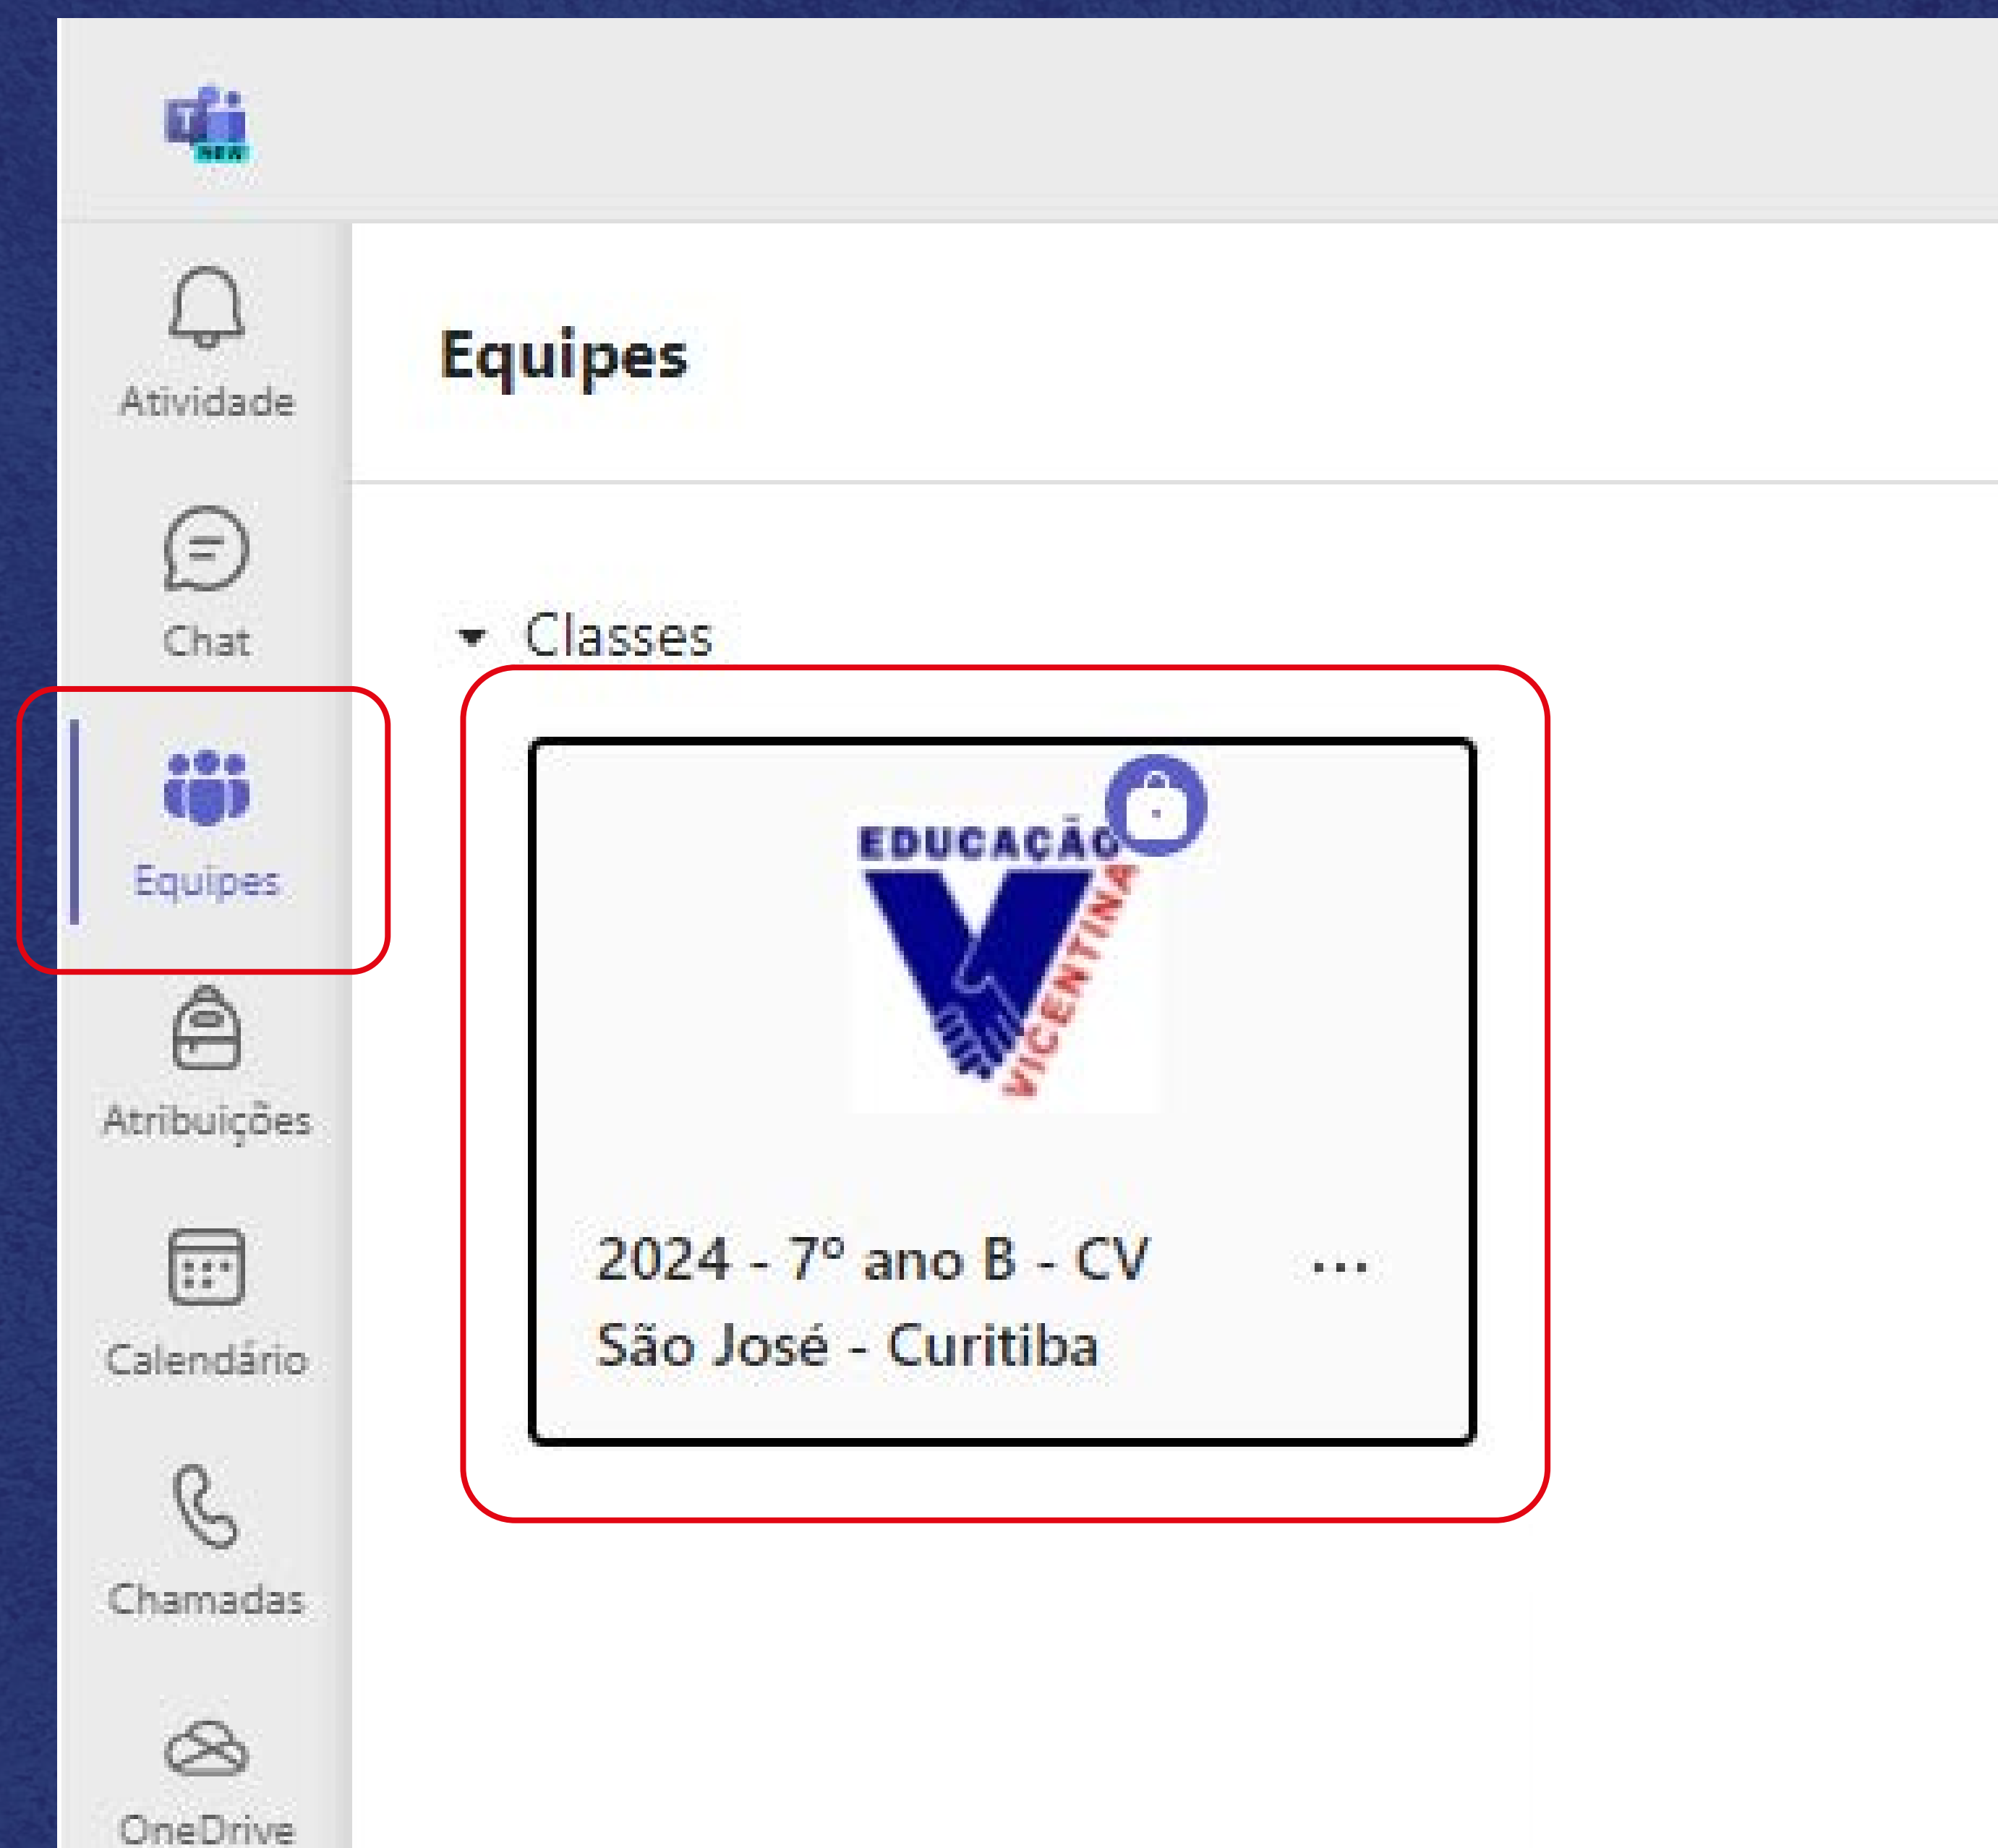 NEW
Atividade
Chat
Equipes
Atribuições
Calendário
Chamadas
OneDrive
Equipes
Classes
EDUCAÇÃO
VICENTINA
2024 - 7º ano B - CV ...
São José - Curitiba